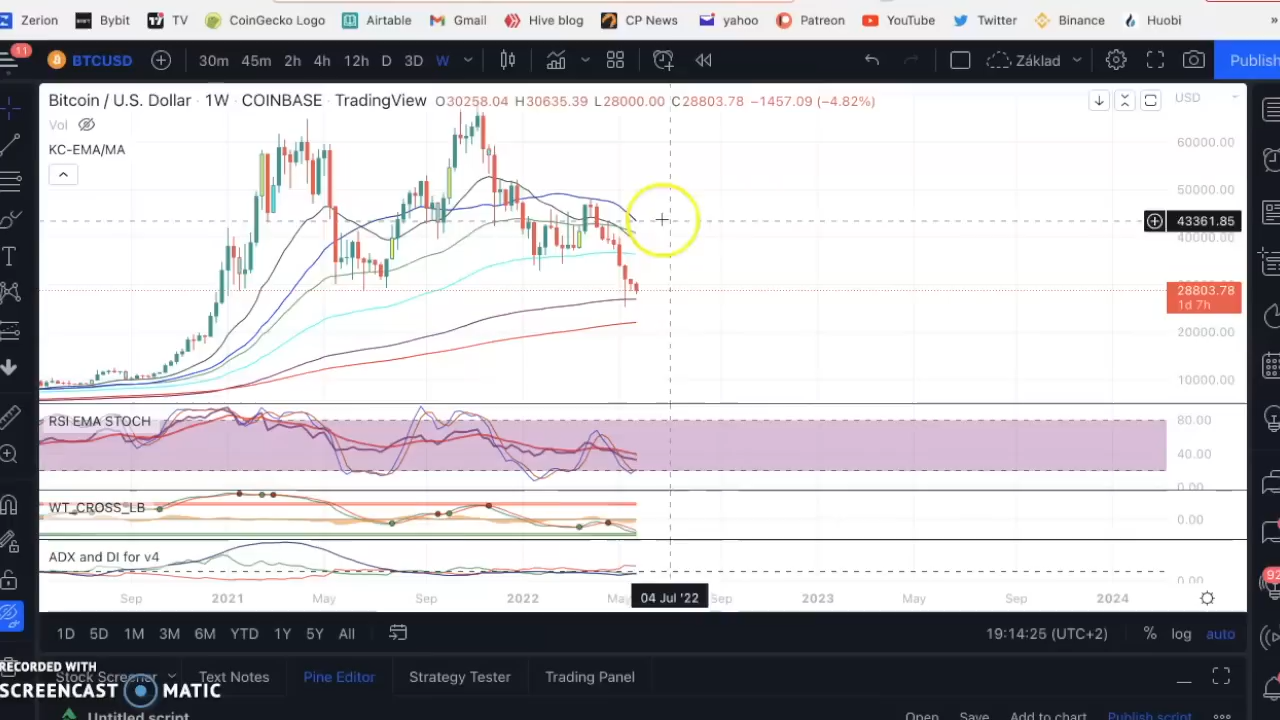 Zerion Bybit TV CoinGecko Logo Airtable Gmail Hive blog CP News yahoo Patreon YouTube Twitter Binance Huobi »
11 BTCUSD 30m 45m 2h 4h 12h D 3D W Základ Publish
Bitcoin / U.S. Dollar · 1W · COINBASE · TradingView O30258.04 H30635.39 L28000.00 C28803.78 −1457.09 (−4.82%) USD
Vol
KC-EMA/MA
60000.00
50000.00
43361.85
40000.00
28803.78
1d 7h
20000.00
10000.00
RSI EMA STOCH 80.00
40.00
0.00
WT_CROSS_LB 0.00
ADX and DI for v4
0.00
92
Sep 2021 May Sep 2022 May 04 Jul '22 Sep 2023 May Sep 2024
1D 5D 1M 3M 6M YTD 1Y 5Y All 19:14:25 (UTC+2) % log auto
RECORDED WITH
SCREENCAST MATIC
Stock Screener Text Notes Pine Editor Strategy Tester Trading Panel
Untitled script Open Save Add to chart Publish script